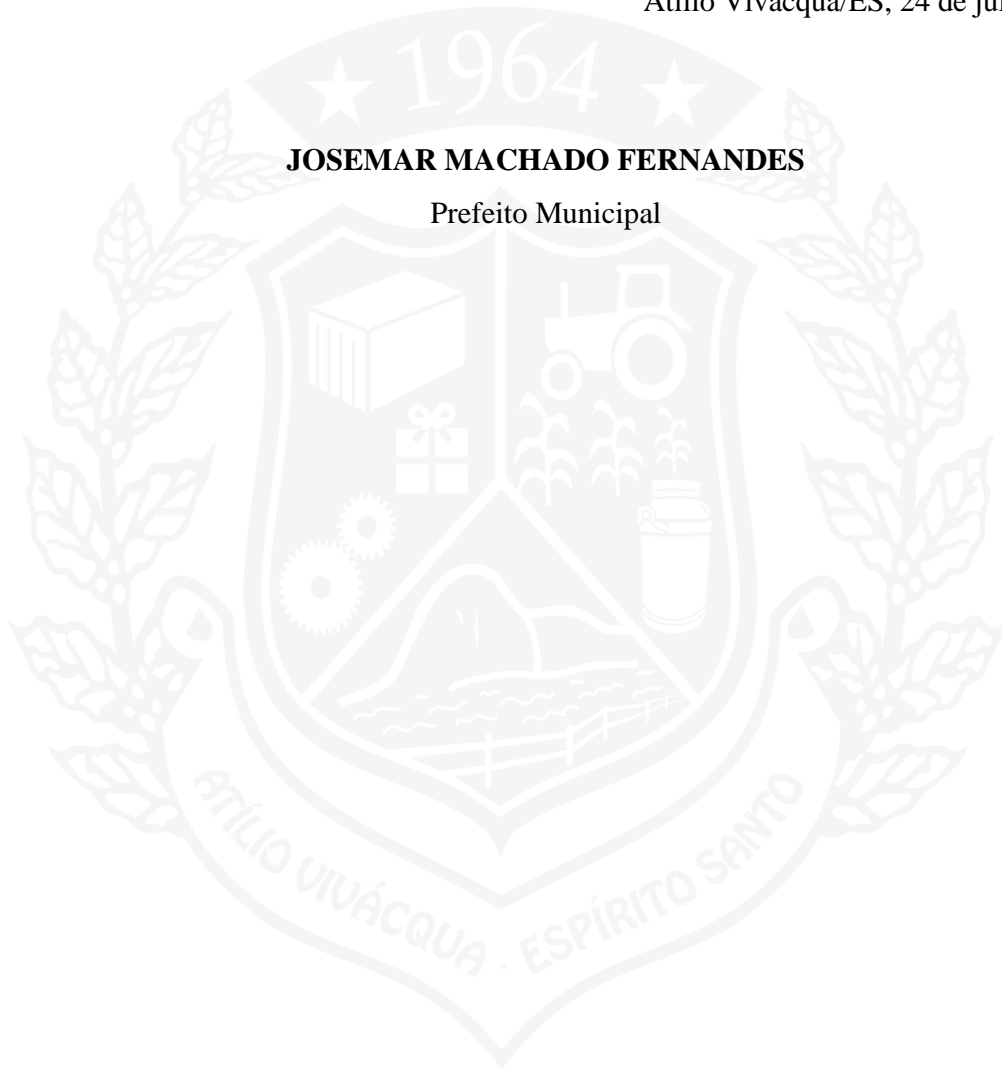 Atílio Vivácqua/ES, 24 de
JOSEMAR MACHADO FERNANDES
Prefeito Municipal
1964
ATÍLIO VIVÁCQUA · ESPÍRITO SANTO